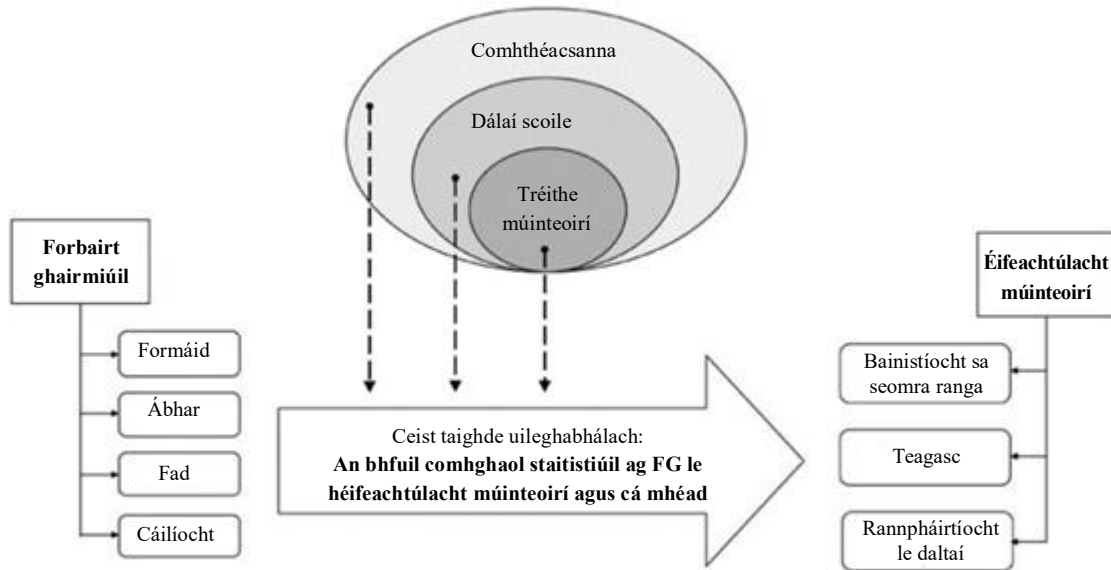 Comhthéacsanna
Dálaí scoile
Tréithe
múinteoirí
Forbairt
ghairmiúil
Formáid
Ábhar
Fad
Cáilíocht
Ceist taighde uileghabhálach:
An bhfuil comhghaol staitistiúil ag FG le
héifeachtúlacht múinteoirí agus cá mhéad
Éifeachtúlacht
múinteoirí
Bainistíocht sa
seomra ranga
Teagasc
Rannpháirtíocht
le daltaí